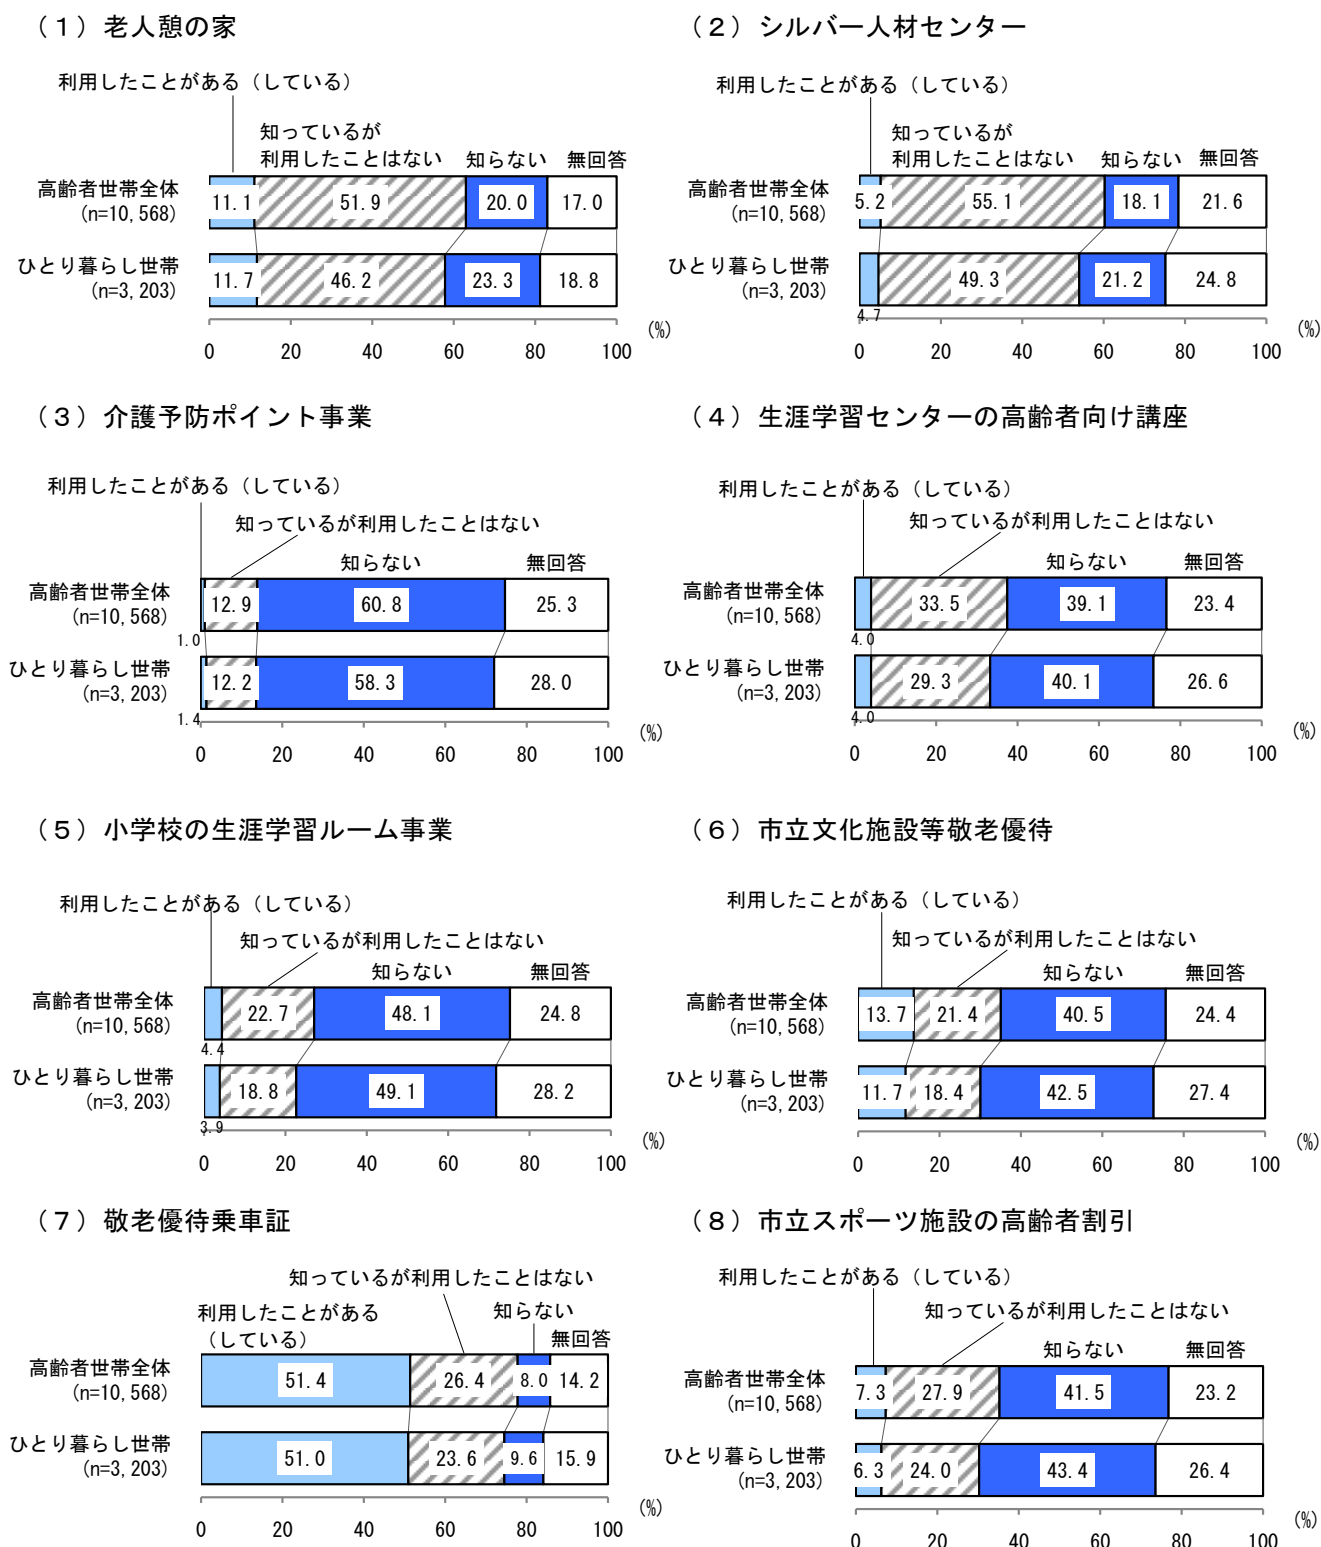 （１）老人憩の家
利用したことがある（している）
知っているが
利用したことはない 知らない 無回答
高齢者世帯全体
(n=10,568)
11.1 51.9 20.0 17.0
ひとり暮らし世帯
(n=3,203)
11.7 46.2 23.3 18.8
(%)
0 20 40 60 80 100
（２）シルバー人材センター
利用したことがある（している）
知っているが
利用したことはない 知らない 無回答
高齢者世帯全体
(n=10,568)
5.2 55.1 18.1 21.6
ひとり暮らし世帯
(n=3,203)
49.3 21.2 24.8
4.7
(%)
0 20 40 60 80 100
（３）介護予防ポイント事業
利用したことがある（している）
知っているが利用したことはない
知らない 無回答
高齢者世帯全体
(n=10,568)
12.9 60.8 25.3
1.0
ひとり暮らし世帯
(n=3,203)
12.2 58.3 28.0
1.4
(%)
0 20 40 60 80 100
（４）生涯学習センターの高齢者向け講座
利用したことがある（している）
知っているが利用したことはない
知らない 無回答
高齢者世帯全体
(n=10,568)
33.5 39.1 23.4
4.0
ひとり暮らし世帯
(n=3,203)
29.3 40.1 26.6
4.0
(%)
0 20 40 60 80 100
（５）小学校の生涯学習ルーム事業
利用したことがある（している）
知っているが利用したことはない
知らない 無回答
高齢者世帯全体
(n=10,568)
22.7 48.1 24.8
4.4
ひとり暮らし世帯
(n=3,203)
18.8 49.1 28.2
3.9
(%)
0 20 40 60 80 100
（６）市立文化施設等敬老優待
利用したことがある（している）
知っているが利用したことはない
知らない 無回答
高齢者世帯全体
(n=10,568)
13.7 21.4 40.5 24.4
ひとり暮らし世帯
(n=3,203)
11.7 18.4 42.5 27.4
(%)
0 20 40 60 80 100
（７）敬老優待乗車証
知っているが利用したことはない
利用したことがある 知らない
（している） 無回答
高齢者世帯全体
(n=10,568)
51.4 26.4 8.0 14.2
ひとり暮らし世帯
(n=3,203)
51.0 23.6 9.6 15.9
(%)
0 20 40 60 80 100
（８）市立スポーツ施設の高齢者割引
利用したことがある（している）
知っているが利用したことはない
知らない 無回答
高齢者世帯全体
(n=10,568)
7.3 27.9 41.5 23.2
ひとり暮らし世帯
(n=3,203)
6.3 24.0 43.4 26.4
(%)
0 20 40 60 80 100